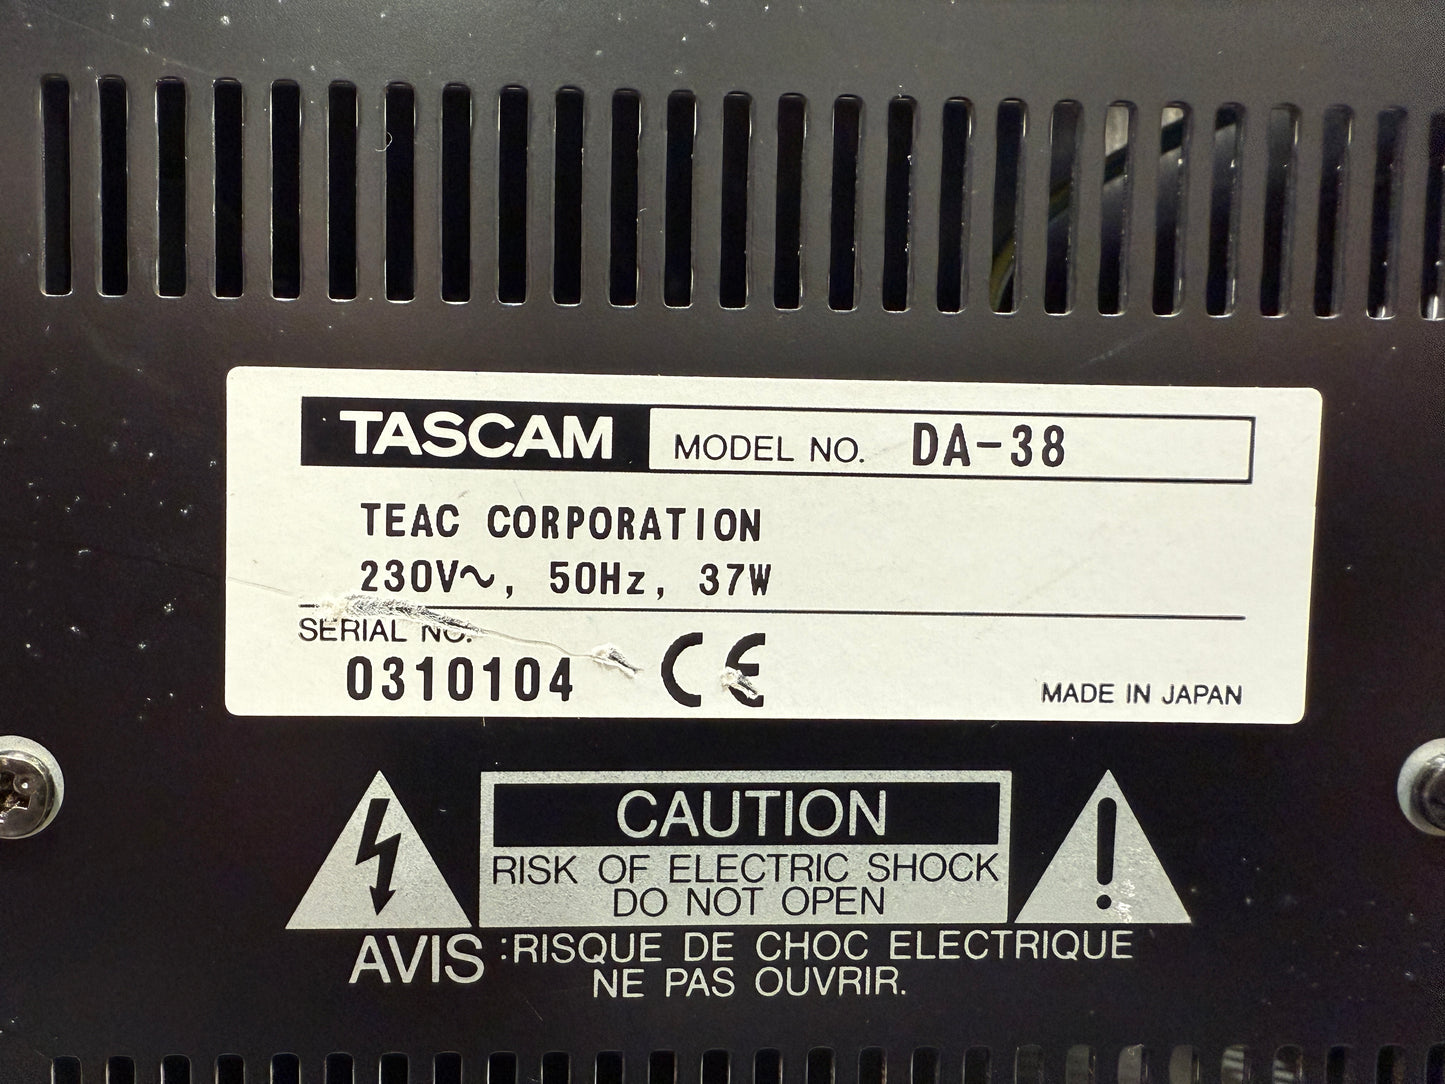 TASCAM MODEL NO. DA-38
TEAC CORPORATION
230V~, 50Hz, 37W
SERIAL NO.
0310104 CE
MADE IN JAPAN
CAUTION
RISK OF ELECTRIC SHOCK
DO NOT OPEN
AVIS :RISQUE DE CHOC ELECTRIQUE
NE PAS OUVRIR.